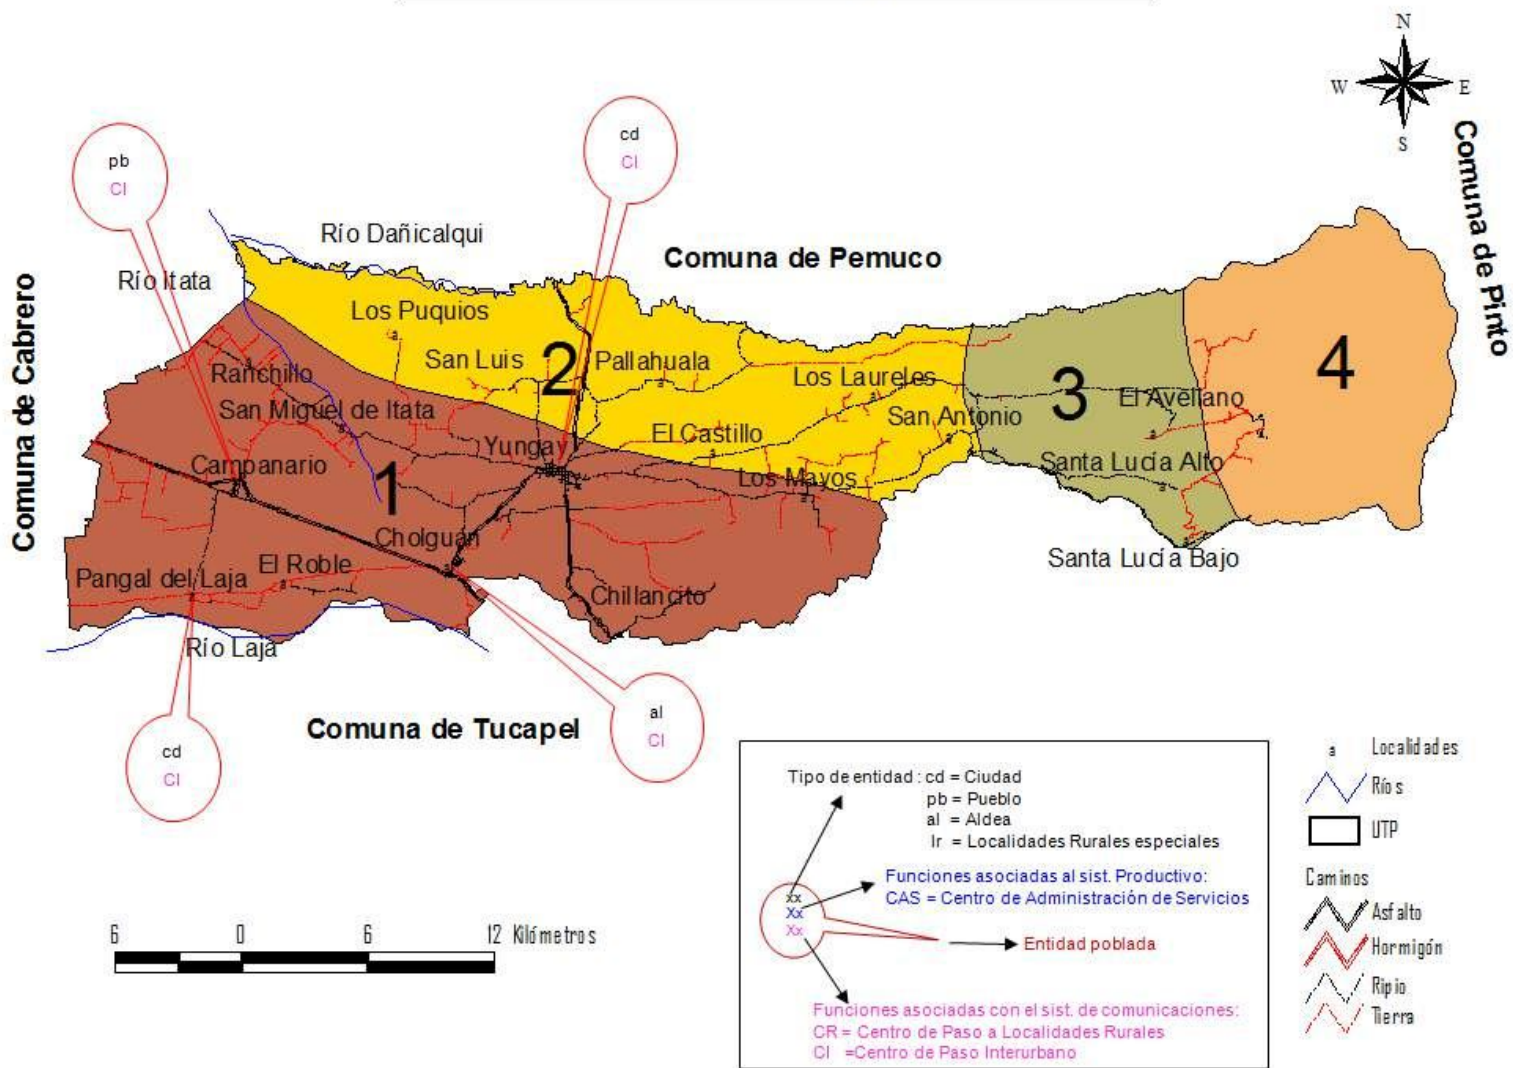 N
W
E
S
Comuna de Pinto
cd
CI
pb
CI
Río Dañicalqui
Comuna de Pemuco
Río Itata
Comuna de Cabrero
Los Puquios
San Luis
2
Pallahuala
Ranchillo
Los Laureles
3
El Avellano
4
San Miguel de Itata
San Antonio
Yungay
El Castillo
Campanario
1
Los Mayos
Santa Lucía Alto
Cholguán
El Roble
Pangal del Laja
Chillancito
Santa Lucía Bajo
Río Laja
Comuna de Tucapel
al
CI
cd
CI
Tipo de entidad : cd = Ciudad
pb = Pueblo
al = Aldea
lr = Localidades Rurales especiales
Funciones asociadas al sist. Productivo:
CAS = Centro de Administración de Servicios
xx
Xx
Xx
Entidad poblada
Funciones asociadas con el sist. de comunicaciones:
CR = Centro de Paso a Localidades Rurales
CI =Centro de Paso Interurbano
a Localidades
Ríos
UTP
Caminos
Asfalto
Hormigón
Ripio
Tierra
6 0 6 12 Kilómetros